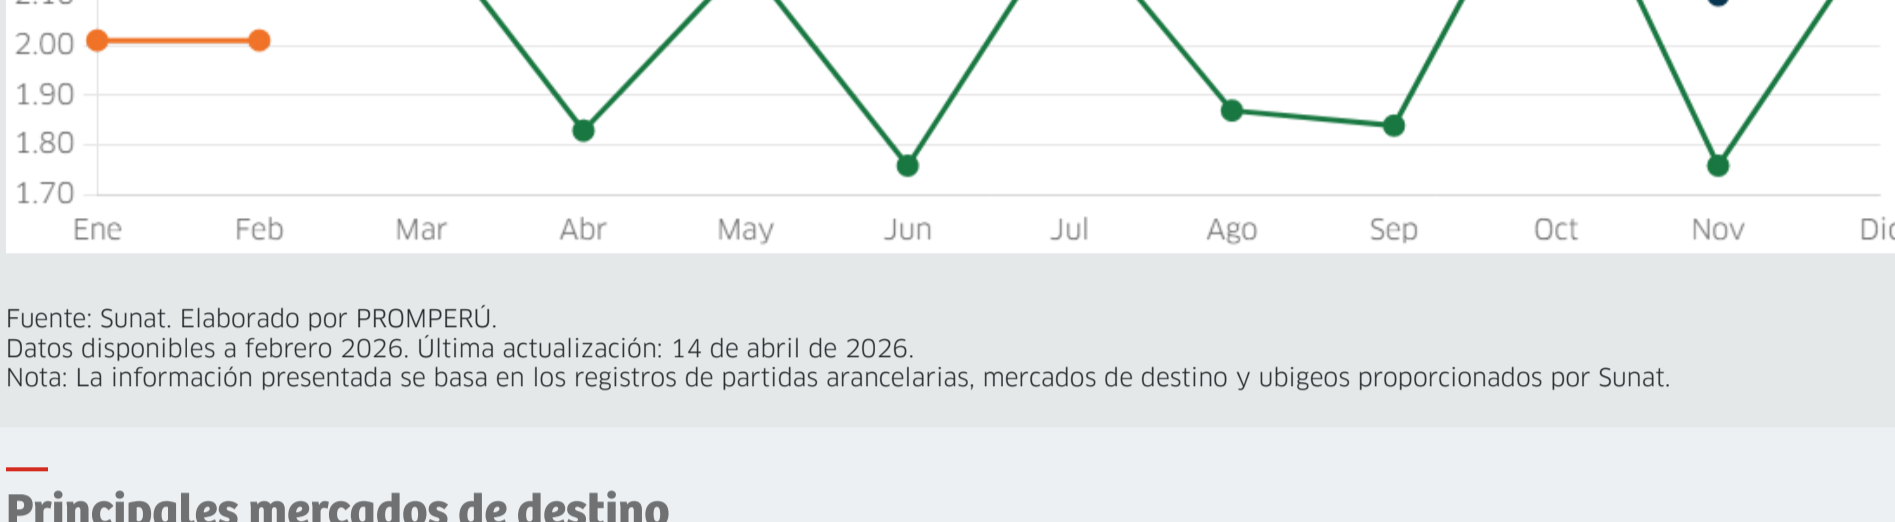 2.10
2.00
1.90
1.80
1.70
Ene Feb Mar Abr May Jun Jul Ago Sep Oct Nov Dic
Fuente: Sunat. Elaborado por PROMPERÚ.
Datos disponibles a febrero 2026. Última actualización: 14 de abril de 2026.
Nota: La información presentada se basa en los registros de partidas arancelarias, mercados de destino y ubigeos proporcionados por Sunat.
Principales mercados de destino